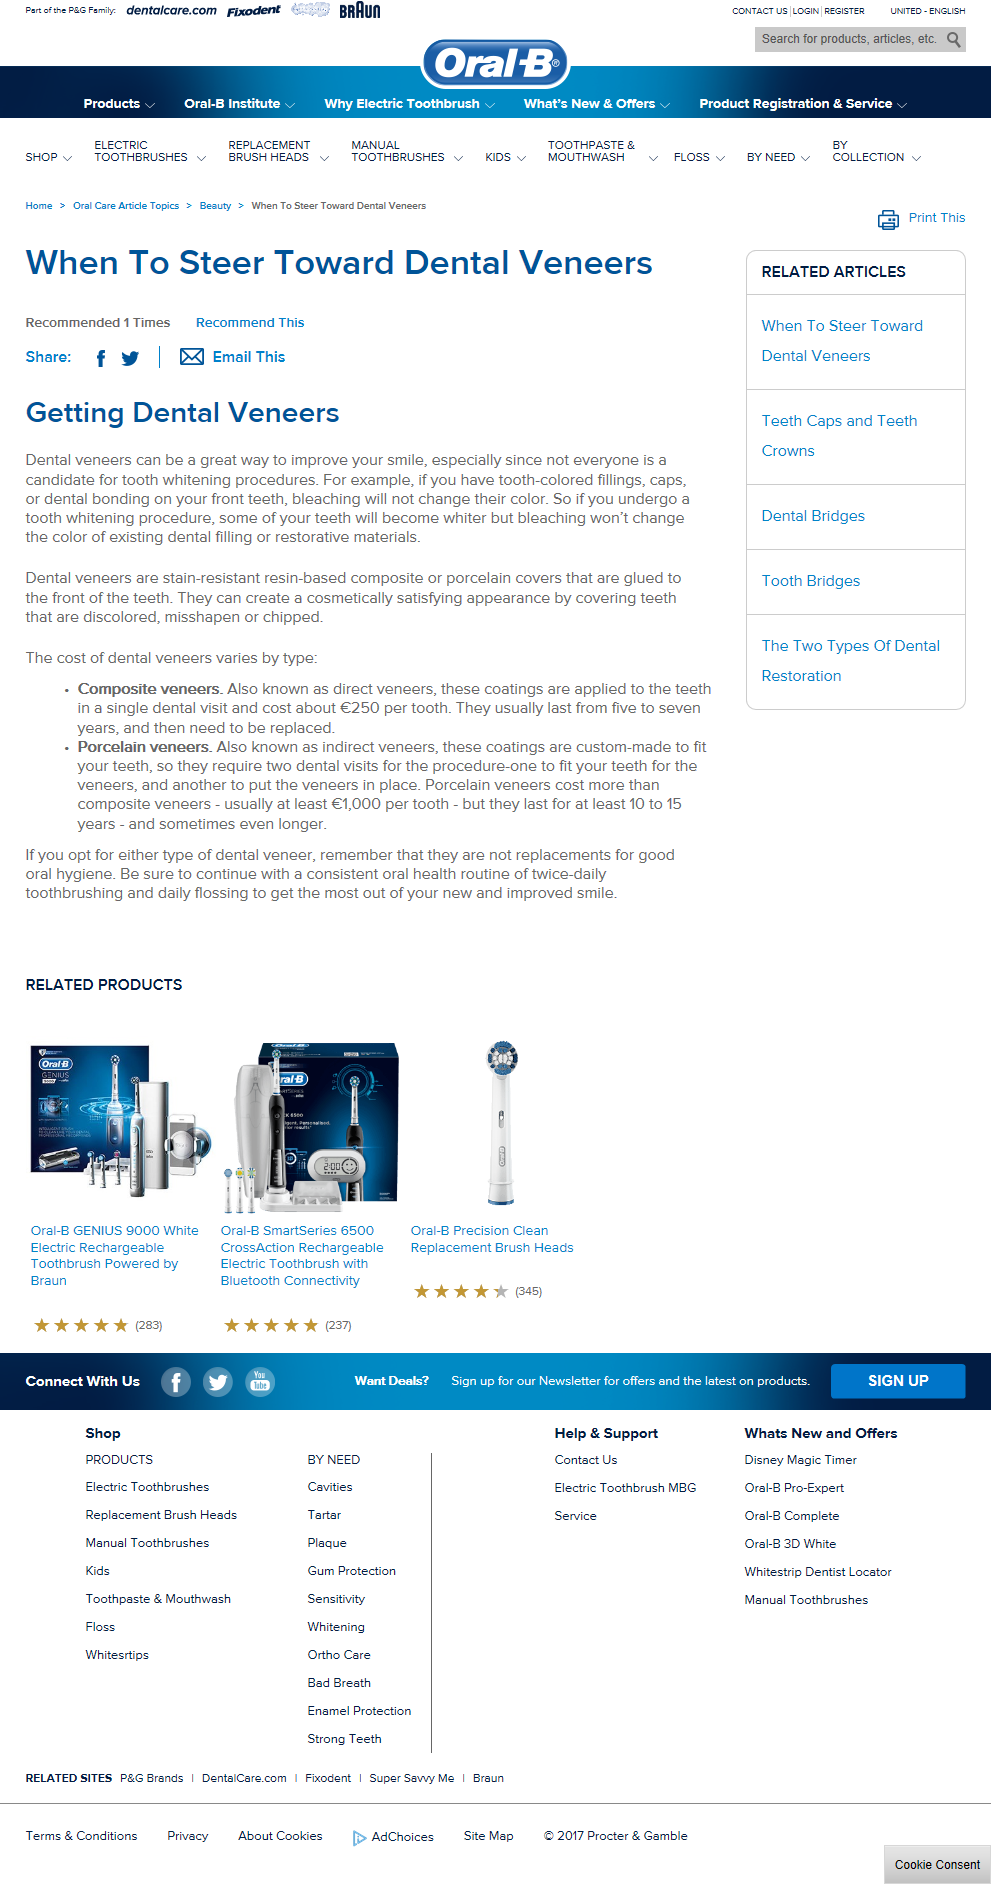 Part of the P&G Family: dentalcare.com Fixodent BRAUN
CONTACT US | LOGIN | REGISTER UNITED - ENGLISH
Search for products, articles, etc.
Oral-B®
Products Oral-B Institute Why Electric Toothbrush What's New & Offers Product Registration & Service
SHOP ELECTRIC TOOTHBRUSHES REPLACEMENT BRUSH HEADS MANUAL TOOTHBRUSHES KIDS TOOTHPASTE & MOUTHWASH FLOSS BY NEED BY COLLECTION
Home > Oral Care Article Topics > Beauty > When To Steer Toward Dental Veneers
Print This
When To Steer Toward Dental Veneers
Recommended 1 Times Recommend This
Share: Email This
Getting Dental Veneers
Dental veneers can be a great way to improve your smile, especially since not everyone is a
candidate for tooth whitening procedures. For example, if you have tooth-colored fillings, caps,
or dental bonding on your front teeth, bleaching will not change their color. So if you undergo a
tooth whitening procedure, some of your teeth will become whiter but bleaching won't change
the color of existing dental filling or restorative materials.
Dental veneers are stain-resistant resin-based composite or porcelain covers that are glued to
the front of the teeth. They can create a cosmetically satisfying appearance by covering teeth
that are discolored, misshapen or chipped.
The cost of dental veneers varies by type:
• Composite veneers. Also known as direct veneers, these coatings are applied to the teeth
in a single dental visit and cost about €250 per tooth. They usually last from five to seven
years, and then need to be replaced.
• Porcelain veneers. Also known as indirect veneers, these coatings are custom-made to fit
your teeth, so they require two dental visits for the procedure-one to fit your teeth for the
veneers, and another to put the veneers in place. Porcelain veneers cost more than
composite veneers - usually at least €1,000 per tooth - but they last for at least 10 to 15
years - and sometimes even longer.
If you opt for either type of dental veneer, remember that they are not replacements for good
oral hygiene. Be sure to continue with a consistent oral health routine of twice-daily
toothbrushing and daily flossing to get the most out of your new and improved smile.
RELATED ARTICLES
When To Steer Toward
Dental Veneers
Teeth Caps and Teeth
Crowns
Dental Bridges
Tooth Bridges
The Two Types Of Dental
Restoration
RELATED PRODUCTS
Oral-B
GENIUS
Oral-B GENIUS 9000 White
Electric Rechargeable
Toothbrush Powered by
Braun
(283)
Oral-B SmartSeries 6500
CrossAction Rechargeable
Electric Toothbrush with
Bluetooth Connectivity
(237)
Oral-B Precision Clean
Replacement Brush Heads
(345)
Connect With Us You Tube Want Deals? Sign up for our Newsletter for offers and the latest on products. SIGN UP
Shop
PRODUCTS
Electric Toothbrushes
Replacement Brush Heads
Manual Toothbrushes
Kids
Toothpaste & Mouthwash
Floss
Whitesrtips
BY NEED
Cavities
Tartar
Plaque
Gum Protection
Sensitivity
Whitening
Ortho Care
Bad Breath
Enamel Protection
Strong Teeth
Help & Support
Contact Us
Electric Toothbrush MBG
Service
Whats New and Offers
Disney Magic Timer
Oral-B Pro-Expert
Oral-B Complete
Oral-B 3D White
Whitestrip Dentist Locator
Manual Toothbrushes
RELATED SITES P&G Brands | DentalCare.com | Fixodent | Super Savvy Me | Braun
Terms & Conditions Privacy About Cookies AdChoices Site Map © 2017 Procter & Gamble
Cookie Consent